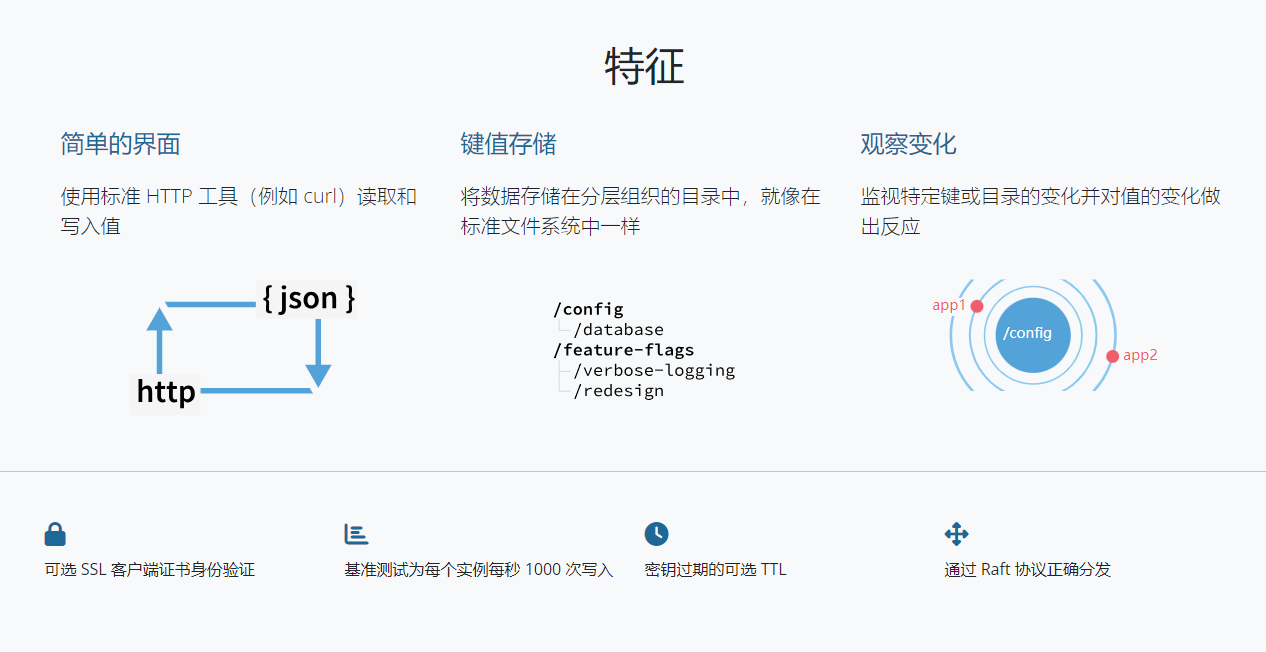 特征
简单的界面
使用标准 HTTP 工具（例如 curl）读取和
写入值
{ json }
http
键值存储
将数据存储在分层组织的目录中，就像在
标准文件系统中一样
/config
/database
/feature-flags
/verbose-logging
/redesign
观察变化
监视特定键或目录的变化并对值的变化做
出反应
app1
/config
app2
可选 SSL 客户端证书身份验证
基准测试为每个实例每秒 1000 次写入
密钥过期的可选 TTL
通过 Raft 协议正确分发